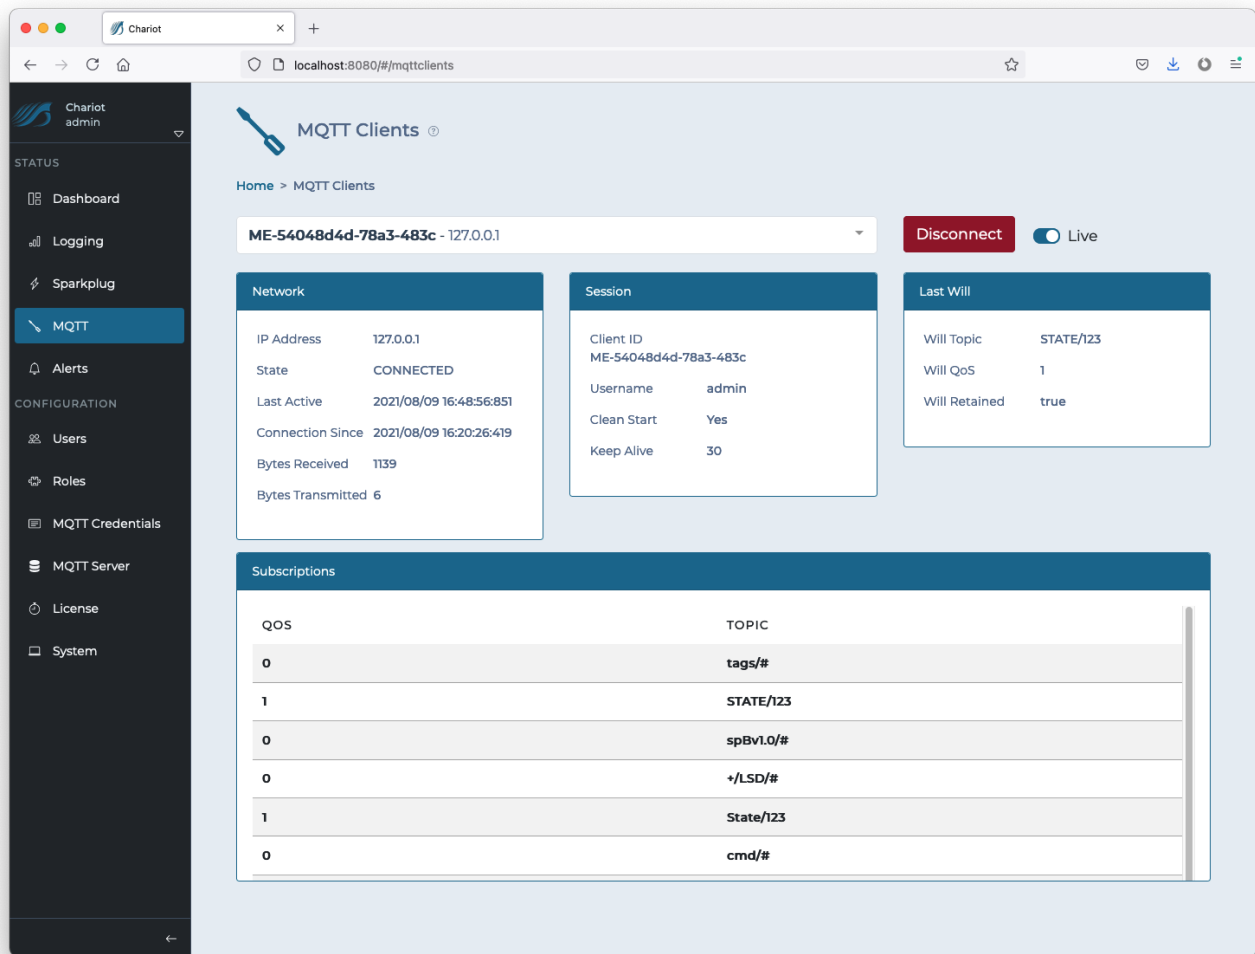 Chariot
localhost:8080/#/mqttclients
Chariot
admin
STATUS
Dashboard
Logging
Sparkplug
MQTT
Alerts
CONFIGURATION
Users
Roles
MQTT Credentials
MQTT Server
License
System
MQTT Clients ?
Home > MQTT Clients
ME-54048d4d-78a3-483c - 127.0.0.1
Disconnect
Live
Network
IP Address 127.0.0.1
State CONNECTED
Last Active 2021/08/09 16:48:56:851
Connection Since 2021/08/09 16:20:26:419
Bytes Received 1139
Bytes Transmitted 6
Session
Client ID
ME-54048d4d-78a3-483c
Username admin
Clean Start Yes
Keep Alive 30
Last Will
Will Topic STATE/123
Will QoS 1
Will Retained true
Subscriptions
QOS TOPIC
0 tags/#
1 STATE/123
0 spBv1.0/#
0 +/LSD/#
1 State/123
0 cmd/#